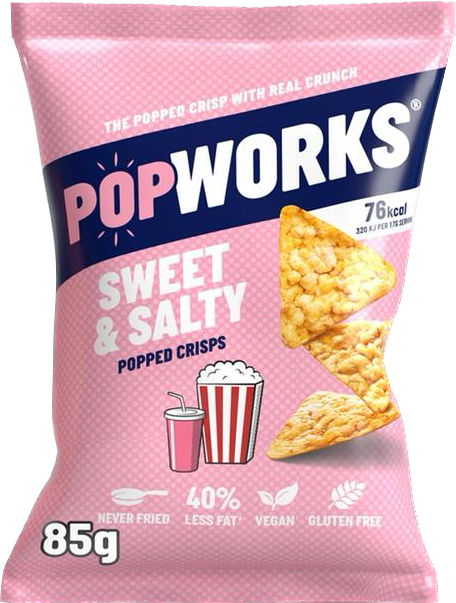 THE POPPED CRISP WITH REAL CRUNCH
POPWORKS®
76kcal
320 KJ PER 17G SERVING
SWEET
& SALTY
POPPED CRISPS
40%
NEVER FRIED LESS FAT† VEGAN GLUTEN FREE
85g